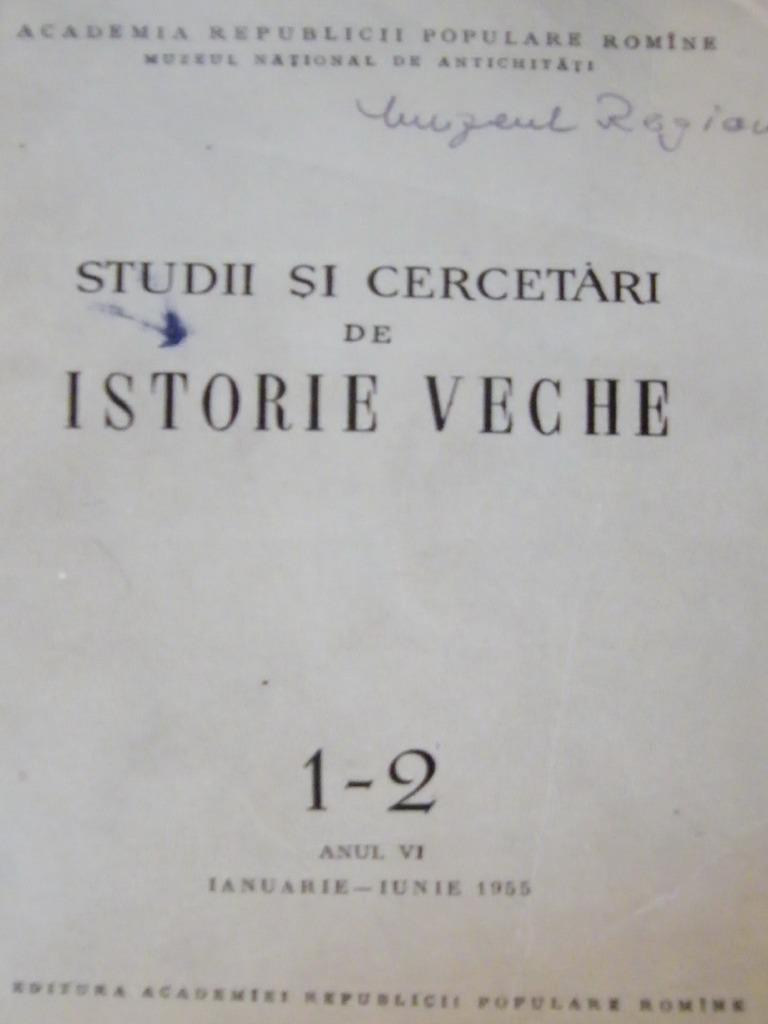 ACADEMIA REPUBLICII POPULARE ROMÎNE
MUZEUL NAȚIONAL DE ANTICHITĂȚI
Muzeul Region
STUDII ȘI CERCETĂRI
DE
ISTORIE VECHE
1-2
ANUL VI
IANUARIE—IUNIE 1955
EDITURA ACADEMIEI REPUBLICII POPULARE ROMÎNE